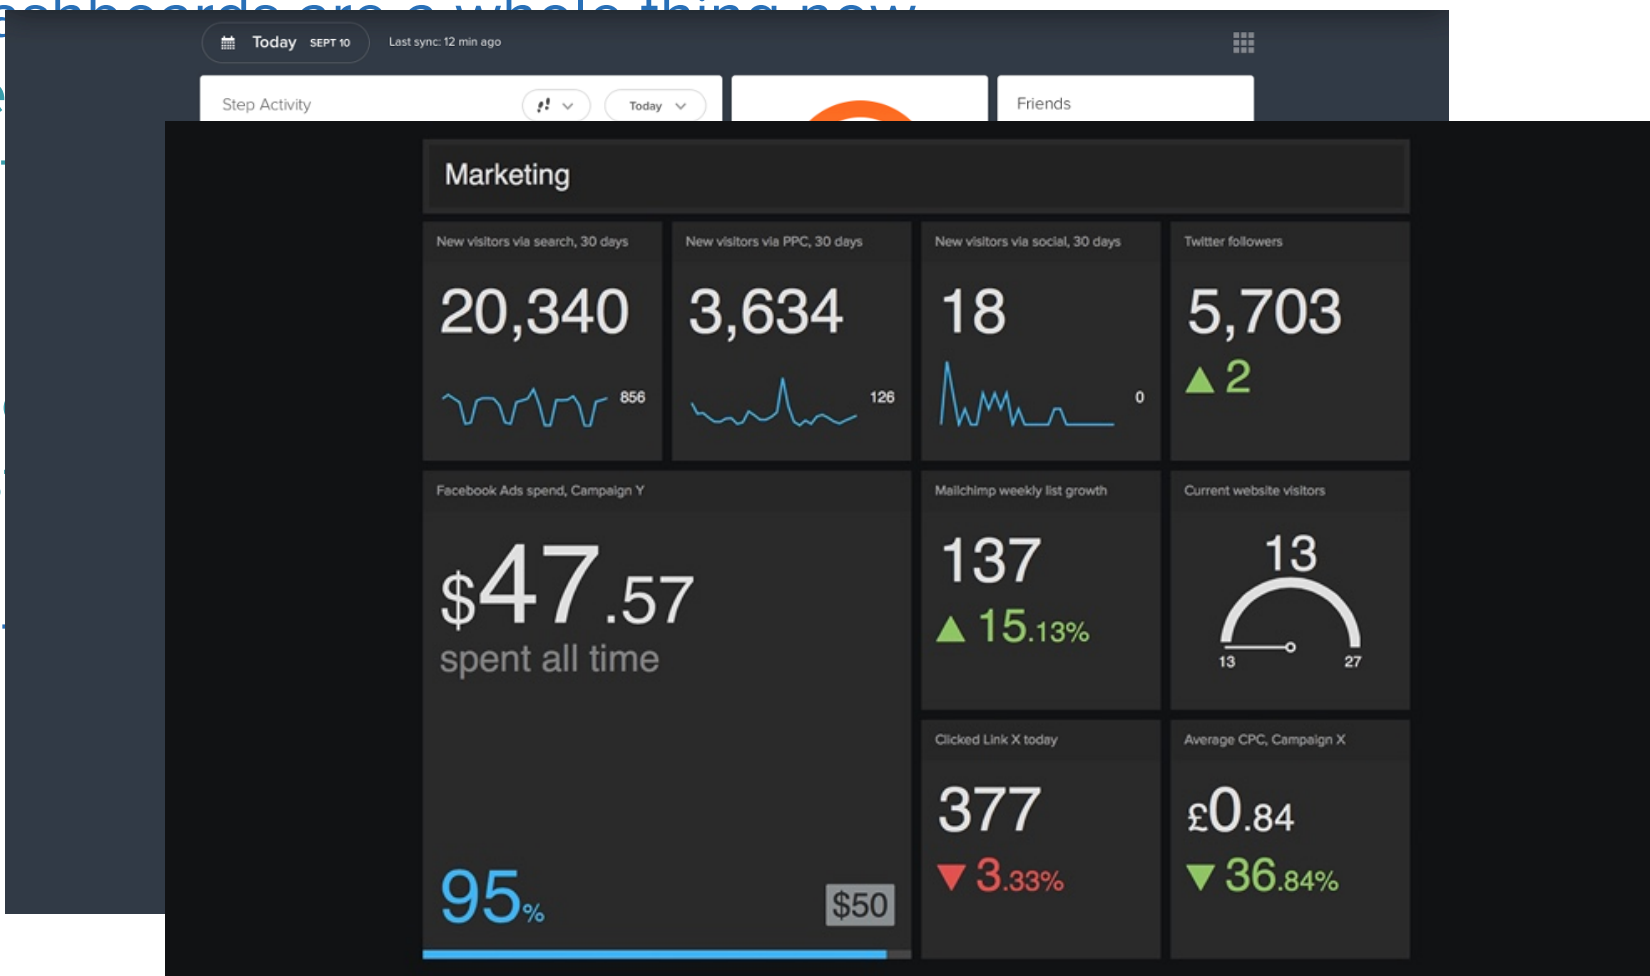 are a whole thing now
Today SEPT 10 Last sync: 12 min ago
Step Activity Today Friends
Marketing
New visitors via search, 30 days
20,340
856
New visitors via PPC, 30 days
3,634
126
New visitors via social, 30 days
18
0
Twitter followers
5,703
▲ 2
Facebook Ads spend, Campaign Y
$47.57
spent all time
95%
$50
Mailchimp weekly list growth
137
▲ 15.13%
Current website visitors
13
13 27
Clicked Link X today
377
▼ 3.33%
Average CPC, Campaign X
£0.84
▼ 36.84%